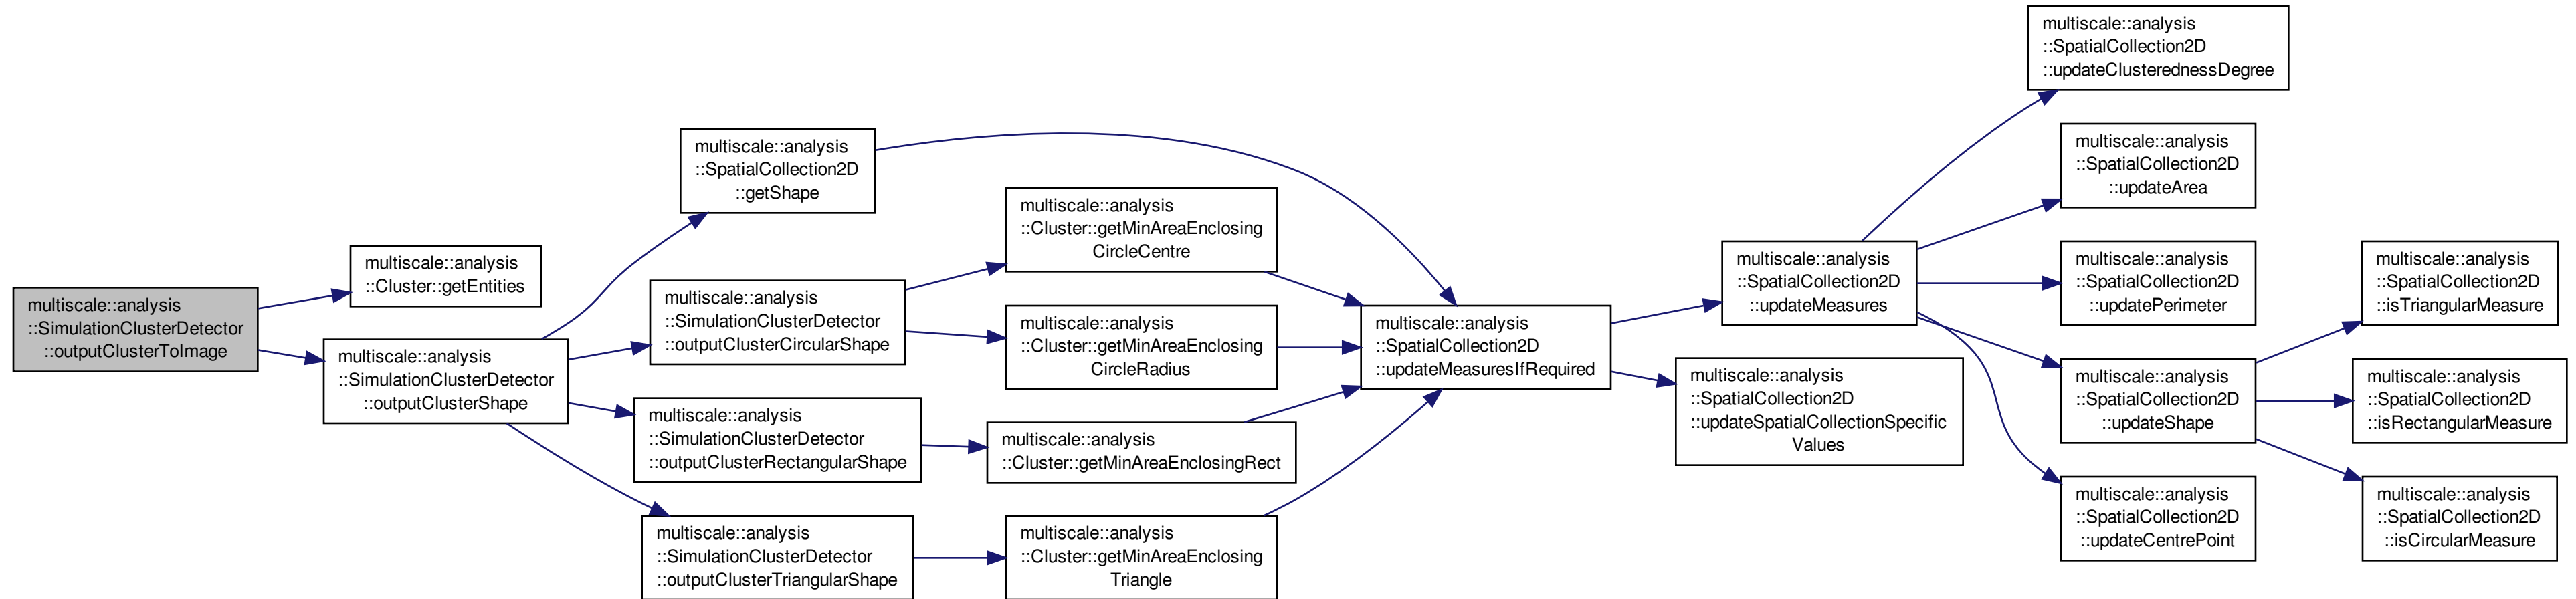 multiscale::analysis
::SimulationClusterDetector
::outputClusterToImage
multiscale::analysis
::Cluster::getEntities
multiscale::analysis
::SimulationClusterDetector
::outputClusterShape
multiscale::analysis
::SpatialCollection2D
::getShape
multiscale::analysis
::SimulationClusterDetector
::outputClusterCircularShape
multiscale::analysis
::SimulationClusterDetector
::outputClusterRectangularShape
multiscale::analysis
::SimulationClusterDetector
::outputClusterTriangularShape
multiscale::analysis
::Cluster::getMinAreaEnclosing
CircleCentre
multiscale::analysis
::Cluster::getMinAreaEnclosing
CircleRadius
multiscale::analysis
::Cluster::getMinAreaEnclosingRect
multiscale::analysis
::Cluster::getMinAreaEnclosing
Triangle
multiscale::analysis
::SpatialCollection2D
::updateMeasuresIfRequired
multiscale::analysis
::SpatialCollection2D
::updateMeasures
multiscale::analysis
::SpatialCollection2D
::updateSpatialCollectionSpecific
Values
multiscale::analysis
::SpatialCollection2D
::updateClusterednessDegree
multiscale::analysis
::SpatialCollection2D
::updateArea
multiscale::analysis
::SpatialCollection2D
::updatePerimeter
multiscale::analysis
::SpatialCollection2D
::updateShape
multiscale::analysis
::SpatialCollection2D
::updateCentrePoint
multiscale::analysis
::SpatialCollection2D
::isTriangularMeasure
multiscale::analysis
::SpatialCollection2D
::isRectangularMeasure
multiscale::analysis
::SpatialCollection2D
::isCircularMeasure